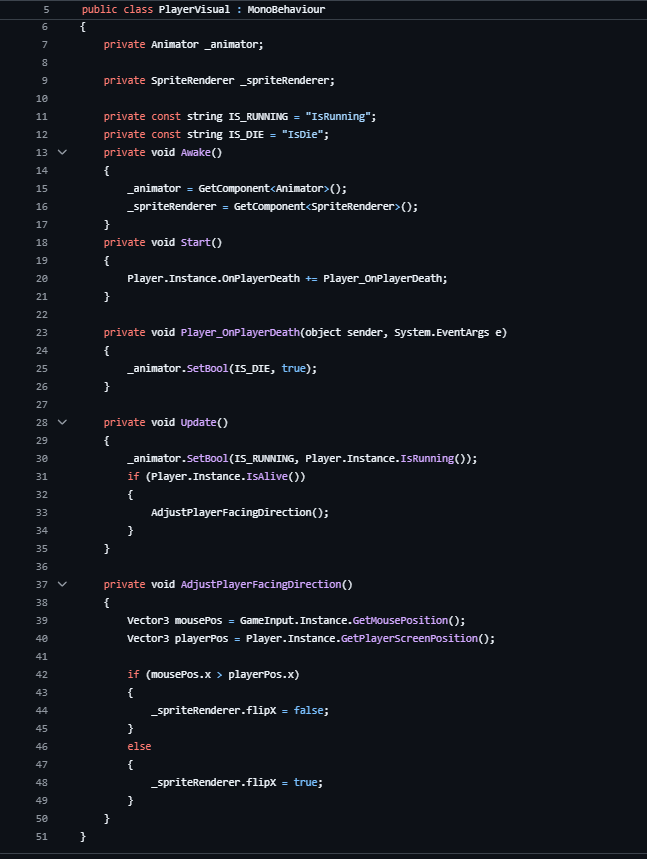 5 public class PlayerVisual : MonoBehaviour
6 {
7 private Animator _animator;
8
9 private SpriteRenderer _spriteRenderer;
10
11 private const string IS_RUNNING = "IsRunning";
12 private const string IS_DIE = "IsDie";
13 private void Awake()
14 {
15 _animator = GetComponent<Animator>();
16 _spriteRenderer = GetComponent<SpriteRenderer>();
17 }
18 private void Start()
19 {
20 Player.Instance.OnPlayerDeath += Player_OnPlayerDeath;
21 }
22
23 private void Player_OnPlayerDeath(object sender, System.EventArgs e)
24 {
25 _animator.SetBool(IS_DIE, true);
26 }
27
28 private void Update()
29 {
30 _animator.SetBool(IS_RUNNING, Player.Instance.IsRunning());
31 if (Player.Instance.IsAlive())
32 {
33 AdjustPlayerFacingDirection();
34 }
35 }
36
37 private void AdjustPlayerFacingDirection()
38 {
39 Vector3 mousePos = GameInput.Instance.GetMousePosition();
40 Vector3 playerPos = Player.Instance.GetPlayerScreenPosition();
41
42 if (mousePos.x > playerPos.x)
43 {
44 _spriteRenderer.flipX = false;
45 }
46 else
47 {
48 _spriteRenderer.flipX = true;
49 }
50 }
51 }